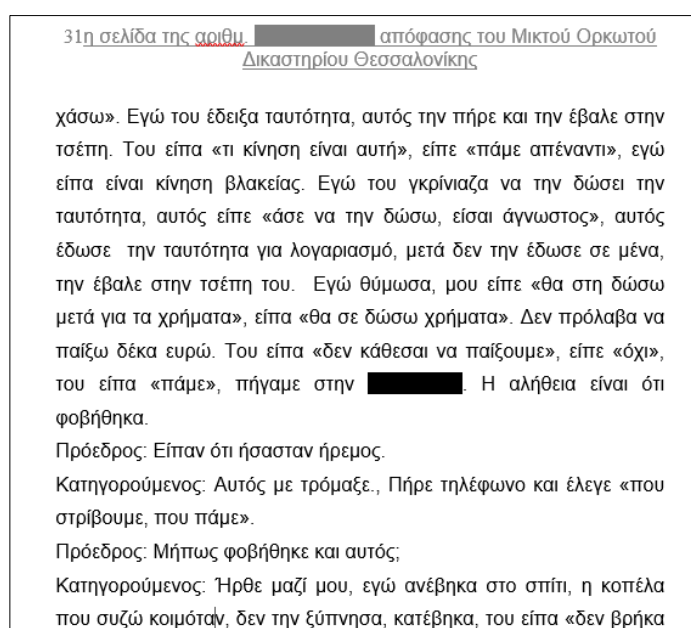 31η σελίδα της αριθμ. απόφασης του Μικτού Ορκωτού
Δικαστηρίου Θεσσαλονίκης
χάσω». Εγώ του έδειξα ταυτότητα, αυτός την πήρε και την έβαλε στην
τσέπη. Του είπα «τι κίνηση είναι αυτή», είπε «πάμε απέναντι», εγώ
είπα είναι κίνηση βλακείας. Εγώ του γκρίνιαζα να την δώσει την
ταυτότητα, αυτός είπε «άσε να την δώσω, είσαι άγνωστος», αυτός
έδωσε την ταυτότητα για λογαριασμό, μετά δεν την έδωσε σε μένα,
την έβαλε στην τσέπη του. Εγώ θύμωσα, μου είπε «θα στη δώσω
μετά για τα χρήματα», είπα «θα σε δώσω χρήματα». Δεν πρόλαβα να
παίξω δέκα ευρώ. Του είπα «δεν κάθεσαι να παίξουμε», είπε «όχι»,
του είπα «πάμε», πήγαμε στην . Η αλήθεια είναι ότι
φοβήθηκα.
Πρόεδρος: Είπαν ότι ήσασταν ήρεμος.
Κατηγορούμενος: Αυτός με τρόμαξε., Πήρε τηλέφωνο και έλεγε «που
στρίβουμε, που πάμε».
Πρόεδρος: Μήπως φοβήθηκε και αυτός;
Κατηγορούμενος: Ήρθε μαζί μου, εγώ ανέβηκα στο σπίτι, η κοπέλα
που συζώ κοιμόταν, δεν την ξύπνησα, κατέβηκα, του είπα «δεν βρήκα